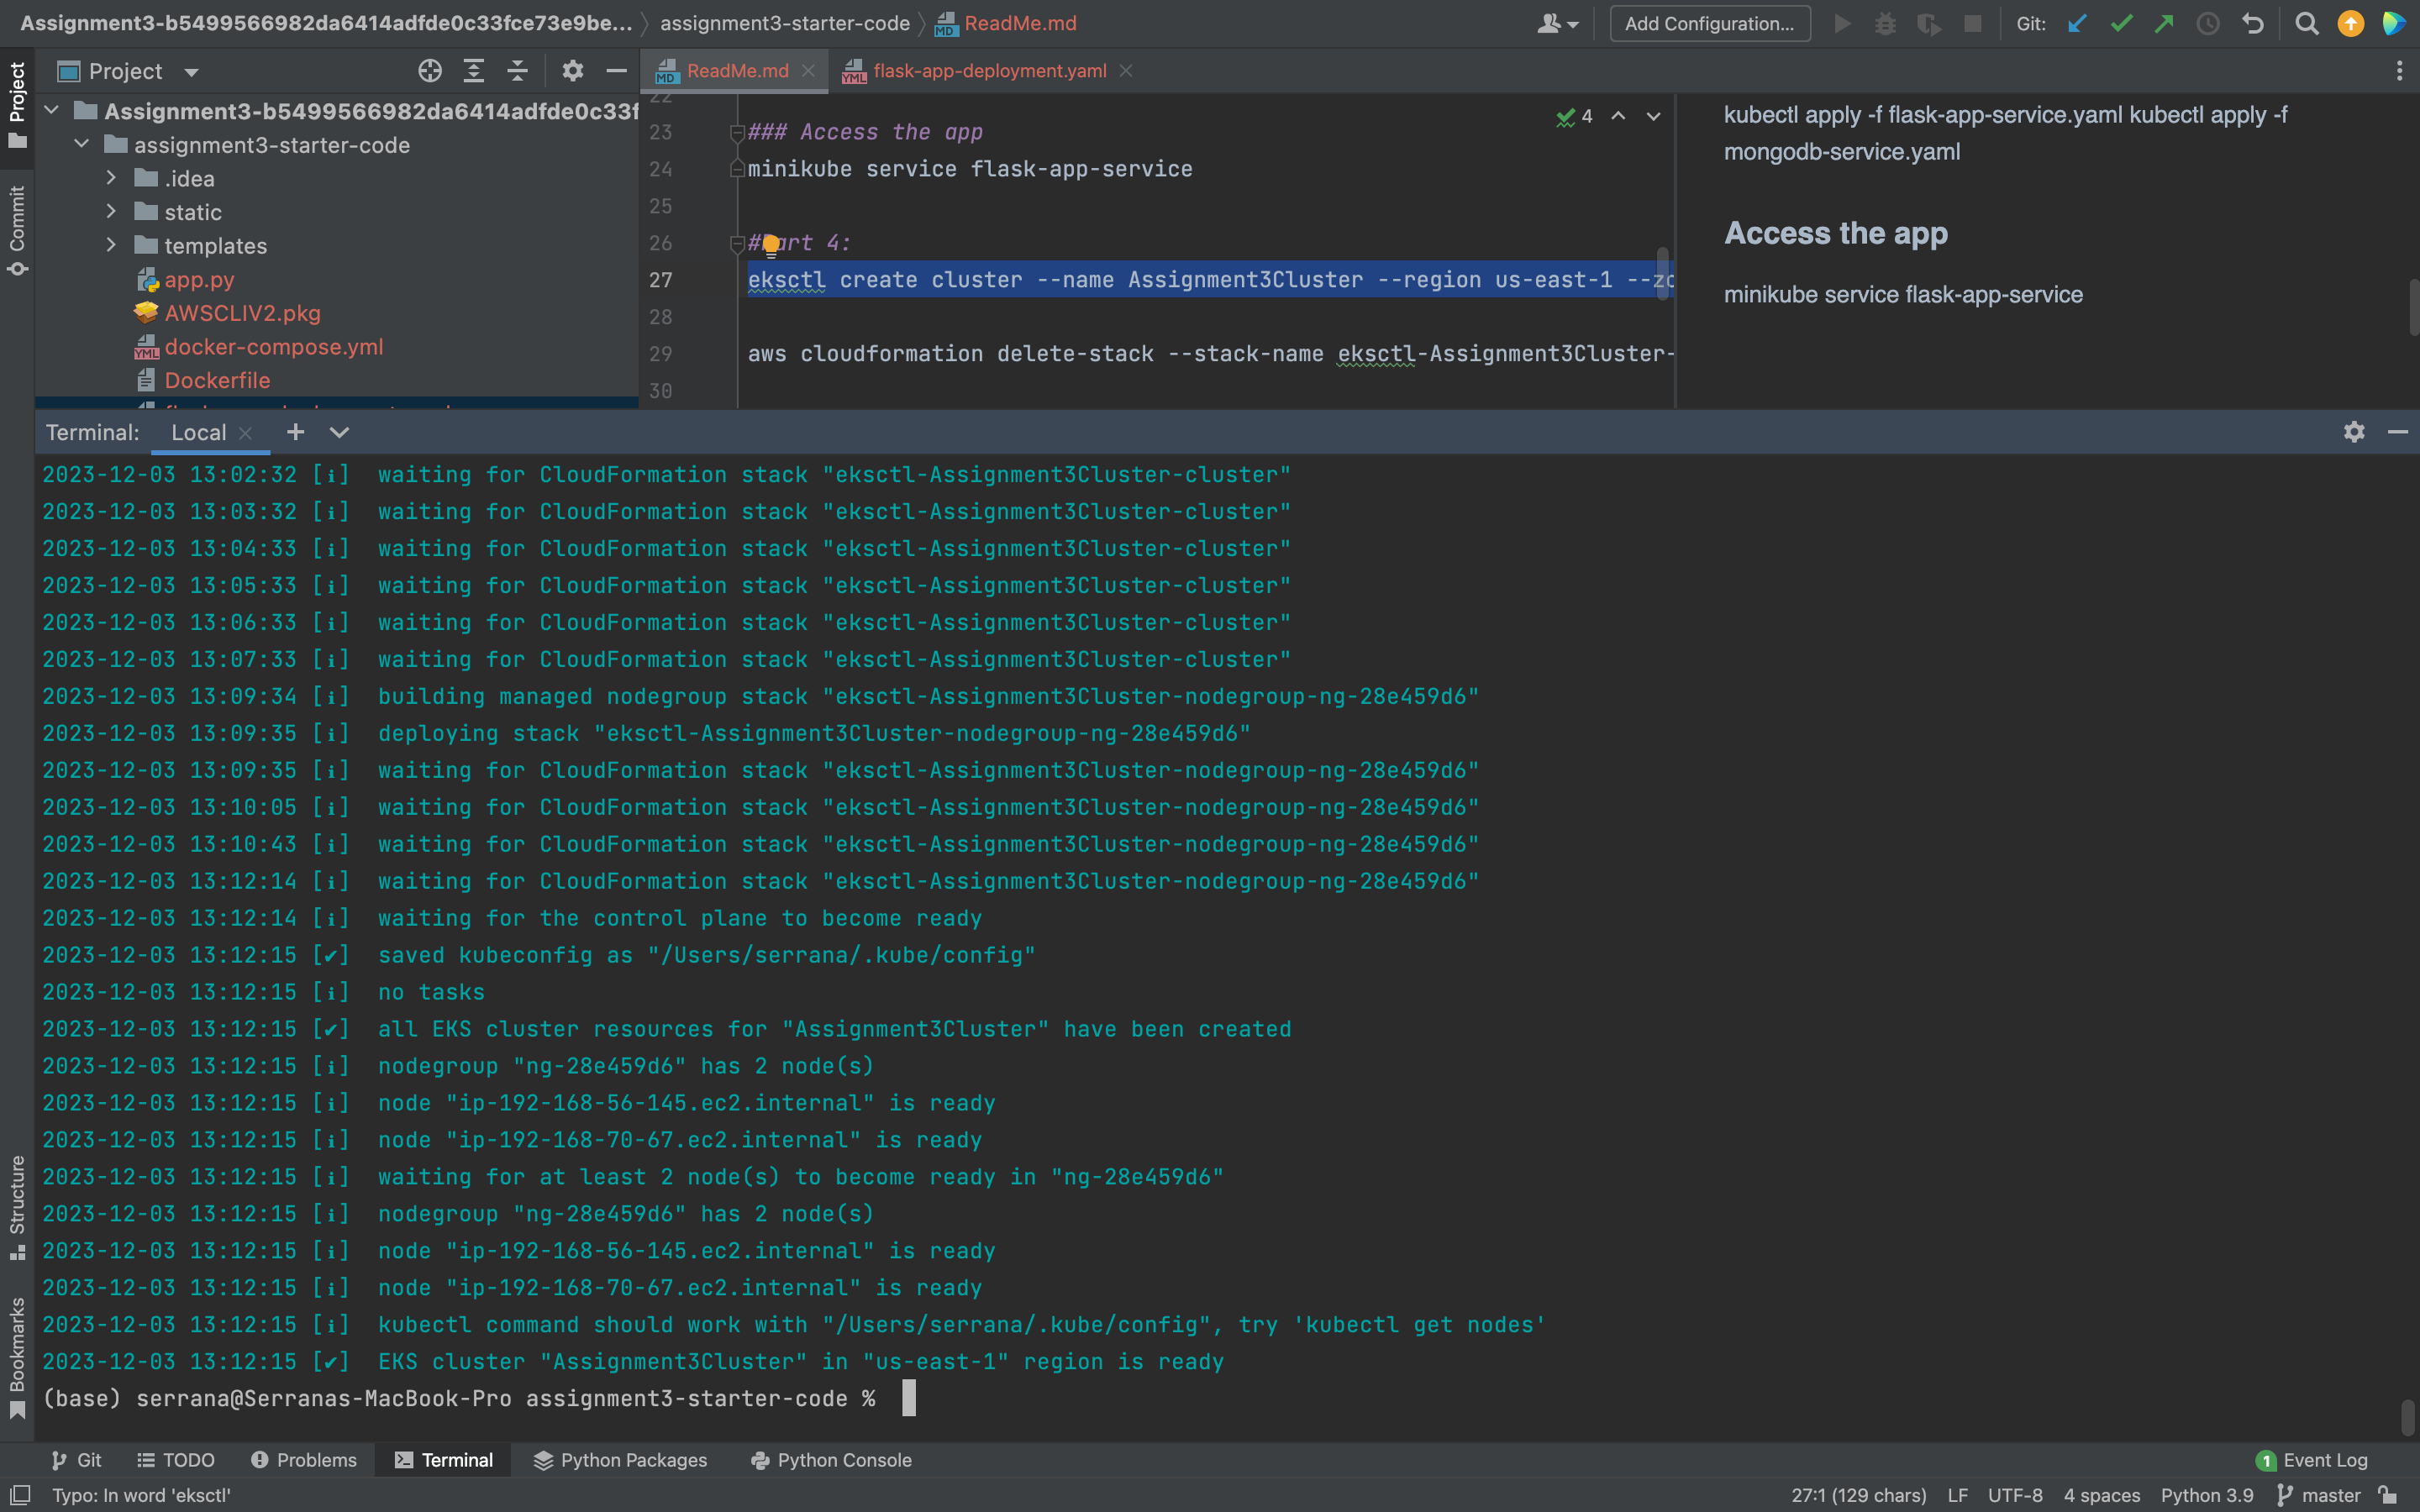 Assignment3-b5499566982da6414adfde0c33fce73e9be... assignment3-starter-code ReadMe.md Add Configuration... Git:
Project
ReadMe.md flask-app-deployment.yaml
Project
Commit
Structure
Bookmarks
Assignment3-b5499566982da6414adfde0c33f
assignment3-starter-code
.idea
static
templates
app.py
AWSCLIV2.pkg
docker-compose.yml
Dockerfile
22
23 ### Access the app
24 minikube service flask-app-service
25
26 #Part 4:
27 eksctl create cluster --name Assignment3Cluster --region us-east-1 --zo
28
29 aws cloudformation delete-stack --stack-name eksctl-Assignment3Cluster-
30
4
kubectl apply -f flask-app-service.yaml kubectl apply -f
mongodb-service.yaml
Access the app
minikube service flask-app-service
Terminal: Local
2023-12-03 13:02:32 [ℹ]  waiting for CloudFormation stack "eksctl-Assignment3Cluster-cluster"
2023-12-03 13:03:32 [ℹ]  waiting for CloudFormation stack "eksctl-Assignment3Cluster-cluster"
2023-12-03 13:04:33 [ℹ]  waiting for CloudFormation stack "eksctl-Assignment3Cluster-cluster"
2023-12-03 13:05:33 [ℹ]  waiting for CloudFormation stack "eksctl-Assignment3Cluster-cluster"
2023-12-03 13:06:33 [ℹ]  waiting for CloudFormation stack "eksctl-Assignment3Cluster-cluster"
2023-12-03 13:07:33 [ℹ]  waiting for CloudFormation stack "eksctl-Assignment3Cluster-cluster"
2023-12-03 13:09:34 [ℹ]  building managed nodegroup stack "eksctl-Assignment3Cluster-nodegroup-ng-28e459d6"
2023-12-03 13:09:35 [ℹ]  deploying stack "eksctl-Assignment3Cluster-nodegroup-ng-28e459d6"
2023-12-03 13:09:35 [ℹ]  waiting for CloudFormation stack "eksctl-Assignment3Cluster-nodegroup-ng-28e459d6"
2023-12-03 13:10:05 [ℹ]  waiting for CloudFormation stack "eksctl-Assignment3Cluster-nodegroup-ng-28e459d6"
2023-12-03 13:10:43 [ℹ]  waiting for CloudFormation stack "eksctl-Assignment3Cluster-nodegroup-ng-28e459d6"
2023-12-03 13:12:14 [ℹ]  waiting for CloudFormation stack "eksctl-Assignment3Cluster-nodegroup-ng-28e459d6"
2023-12-03 13:12:14 [ℹ]  waiting for the control plane to become ready
2023-12-03 13:12:15 [✔]  saved kubeconfig as "/Users/serrana/.kube/config"
2023-12-03 13:12:15 [ℹ]  no tasks
2023-12-03 13:12:15 [✔]  all EKS cluster resources for "Assignment3Cluster" have been created
2023-12-03 13:12:15 [ℹ]  nodegroup "ng-28e459d6" has 2 node(s)
2023-12-03 13:12:15 [ℹ]  node "ip-192-168-56-145.ec2.internal" is ready
2023-12-03 13:12:15 [ℹ]  node "ip-192-168-70-67.ec2.internal" is ready
2023-12-03 13:12:15 [ℹ]  waiting for at least 2 node(s) to become ready in "ng-28e459d6"
2023-12-03 13:12:15 [ℹ]  nodegroup "ng-28e459d6" has 2 node(s)
2023-12-03 13:12:15 [ℹ]  node "ip-192-168-56-145.ec2.internal" is ready
2023-12-03 13:12:15 [ℹ]  node "ip-192-168-70-67.ec2.internal" is ready
2023-12-03 13:12:15 [ℹ]  kubectl command should work with "/Users/serrana/.kube/config", try 'kubectl get nodes'
2023-12-03 13:12:15 [✔]  EKS cluster "Assignment3Cluster" in "us-east-1" region is ready
(base) serrana@Serranas-MacBook-Pro assignment3-starter-code %
Git TODO Problems Terminal Python Packages Python Console 1 Event Log
Typo: In word 'eksctl' 27:1 (129 chars) LF UTF-8 4 spaces Python 3.9 master